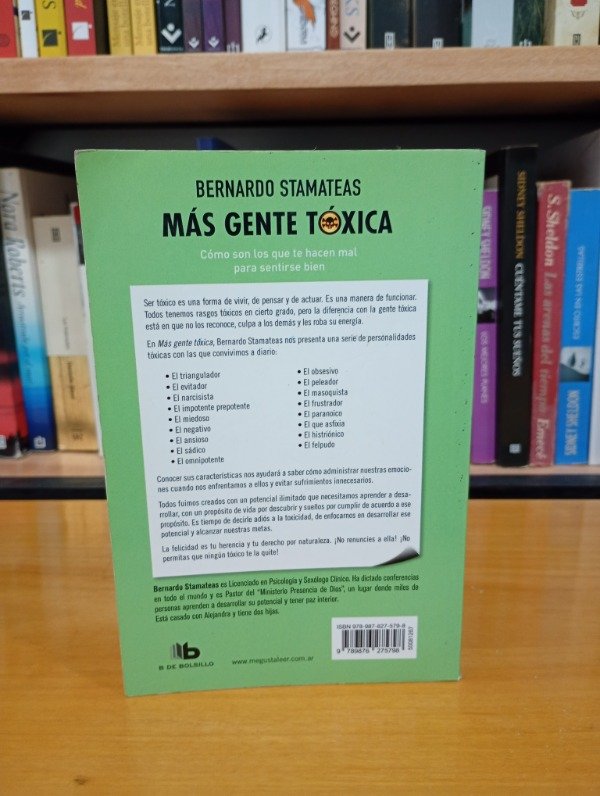 BERNARDO STAMATEAS
MÁS GENTE TÓXICA
Cómo son los que te hacen mal
para sentirse bien
Ser tóxico es una forma de vivir, de pensar y de actuar. Es una manera de funcionar.
Todos tenemos rasgos tóxicos en cierto grado, pero la diferencia con la gente tóxica
está en que no los reconoce, culpa a los demás y les roba su energía.
En Más gente tóxica, Bernardo Stamateas nos presenta una serie de personalidades
tóxicas con las que convivimos a diario:
• El triangulador
• El evitador
• El narcisista
• El impotente prepotente
• El miedoso
• El negativo
• El ansioso
• El sádico
• El omnipotente
• El obsesivo
• El peleador
• El masoquista
• El frustrador
• El paranoico
• El que asfixia
• El histriónico
• El felpudo
Conocer sus características nos ayudará a saber cómo administrar nuestras emocio-
nes cuando nos enfrentamos a ellos y evitar sufrimientos innecesarios.
Todos fuimos creados con un potencial ilimitado que necesitamos aprender a desa-
rrollar, con un propósito de vida por descubrir y sueños por cumplir de acuerdo a ese
propósito. Es tiempo de decirle adiós a la toxicidad, de enfocarnos en desarrollar ese
potencial y alcanzar nuestras metas.
La felicidad es tu herencia y tu derecho por naturaleza. ¡No renuncies a ella! ¡No
permitas que ningún tóxico te la quite!
Bernardo Stamateas es Licenciado en Psicología y Sexólogo Clínico. Ha dictado conferencias
en todo el mundo y es Pastor del "Ministerio Presencia de Dios", un lugar donde miles de
personas aprenden a desarrollar su potencial y tener paz interior.
Está casado con Alejandra y tiene dos hijas.
b
B DE BOLSILLO
www.megustaleer.com.ar
ISBN 978-987-627-579-8
9 789876 275798
Nora Roberts
SIDNEY SHELDON
CUÉNTAME TUS SUEÑOS
S. Sheldon
Las arenas del tiempo
Emecé
SIDNEY SHELDON